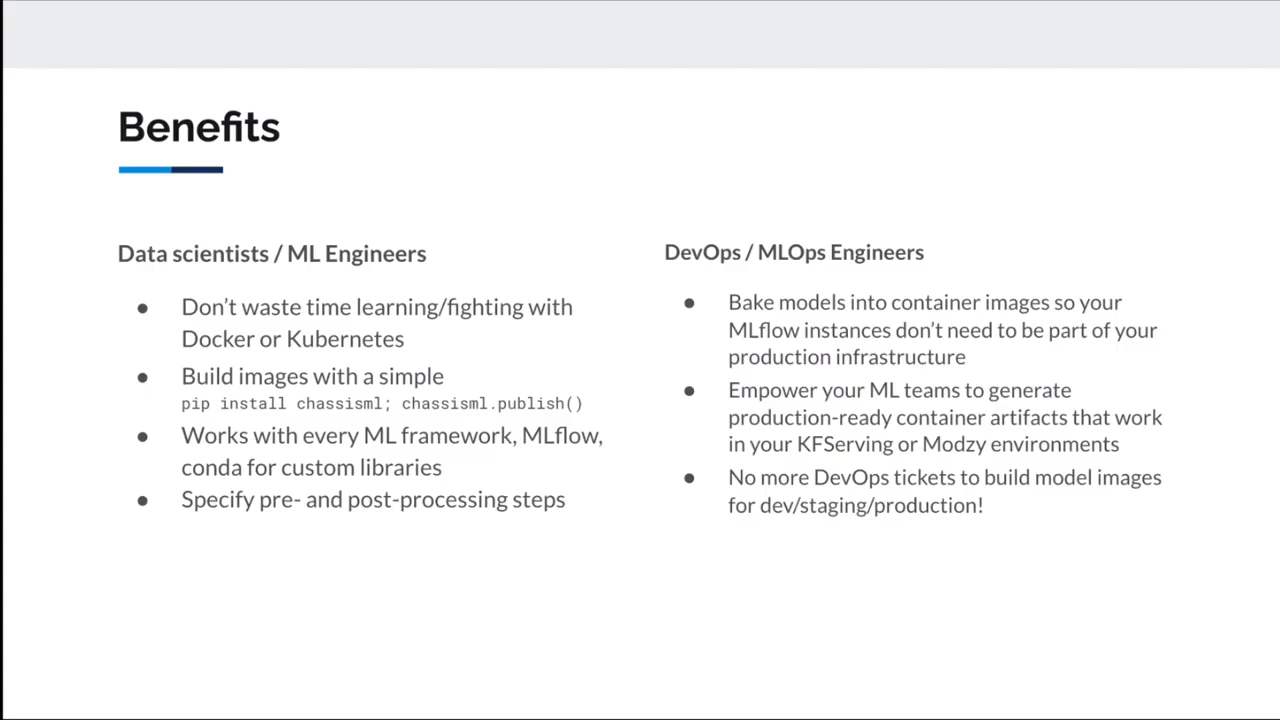 Benefits
Data scientists / ML Engineers
● Don’t waste time learning/fighting with
Docker or Kubernetes
● Build images with a simple
pip install chassisml; chassisml.publish()
● Works with every ML framework, MLflow,
conda for custom libraries
● Specify pre- and post-processing steps
DevOps / MLOps Engineers
● Bake models into container images so your
MLflow instances don’t need to be part of your
production infrastructure
● Empower your ML teams to generate
production-ready container artifacts that work
in your KFServing or Modzy environments
● No more DevOps tickets to build model images
for dev/staging/production!